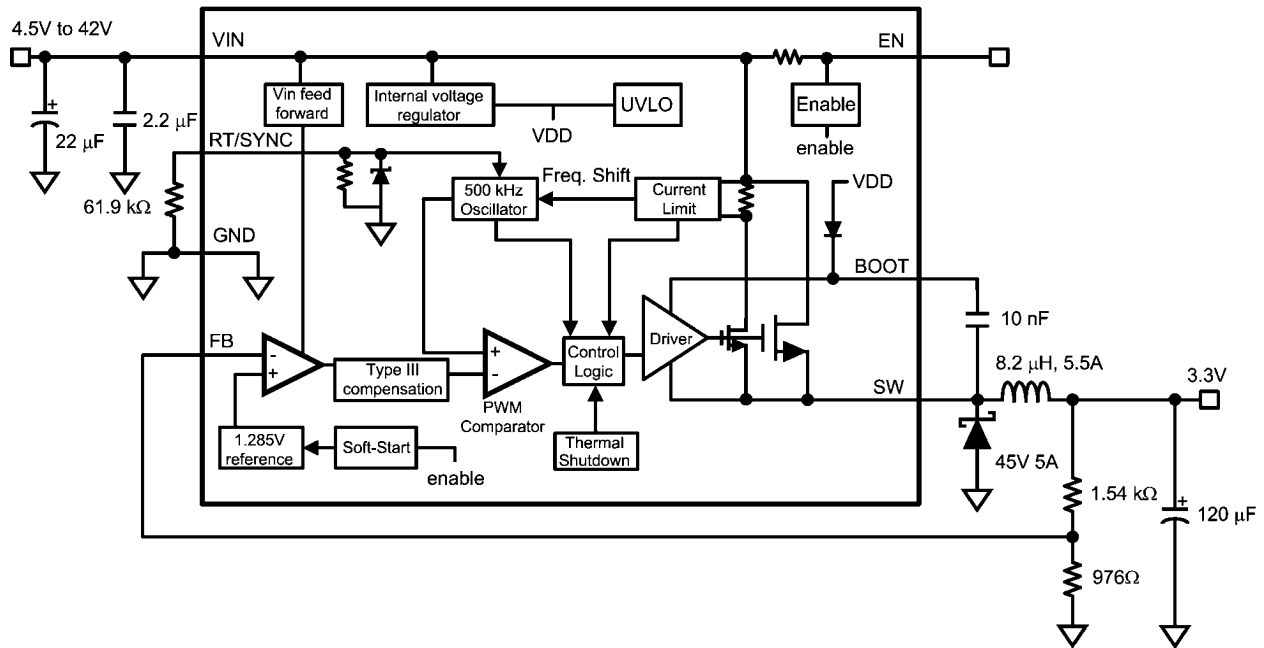 4.5V to 42V
VIN
EN
Vin feed
forward
Internal voltage
regulator
UVLO
Enable
+
22 μF
2.2 μF
VDD
enable
RT/SYNC
61.9 kΩ
500 kHz
Oscillator
Freq. Shift
Current
Limit
VDD
GND
BOOT
10 nF
FB
-
+
Type III
compensation
+
-
PWM
Comparator
Control
Logic
Driver
8.2 μH, 5.5A
3.3V
SW
1.285V
reference
Soft-Start
enable
Thermal
Shutdown
45V 5A
1.54 kΩ
+
120 μF
976Ω